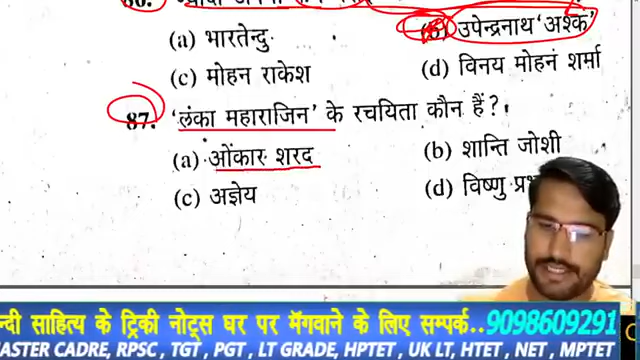 (b) उपेन्द्रनाथ ‘अश्क’
(a) भारतेन्दु
(c) मोहन राकेश (d) विनय मोहन शर्मा
87. ‘लंका महाराजिन’ के रचयिता कौन हैं?
(a) ओंकार शरद (b) शान्ति जोशी
(c) अज्ञेय (d) विष्णु
न्दी साहित्य के ट्रिकी नोट्स घर पर मॅगवाने के लिए सम्पर्क..9098609291
ASTER CADRE, RPSC , TGT , PGT , LT GRADE, HPTET , UK LT, HTET , NET , MPTET